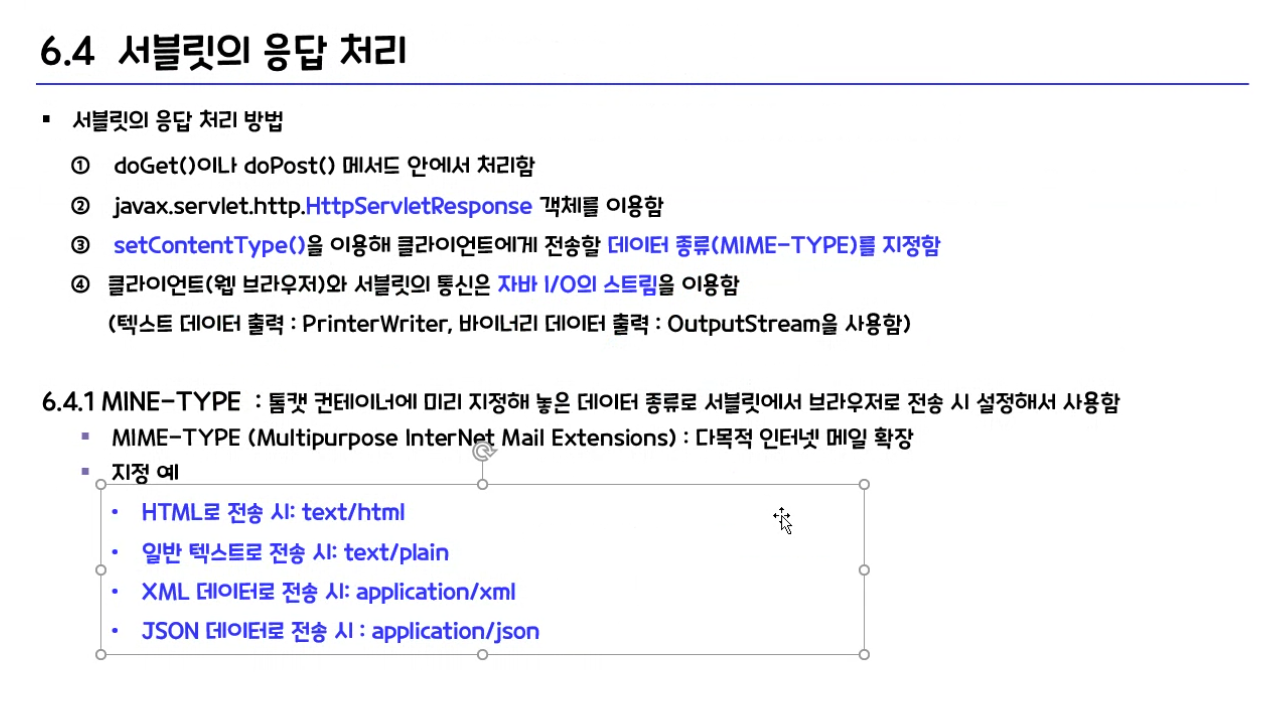 6.4 서블릿의 응답 처리
▪ 서블릿의 응답 처리 방법
① doGet()이나 doPost() 메서드 안에서 처리함
② javax.servlet.http.HttpServletResponse 객체를 이용함
③ setContentType()을 이용해 클라이언트에게 전송할 데이터 종류(MIME-TYPE)를 지정함
④ 클라이언트(웹 브라우저)와 서블릿의 통신은 자바 I/O의 스트림을 이용함
(텍스트 데이터 출력 : PrinterWriter, 바이너리 데이터 출력 : OutputStream을 사용함)
6.4.1 MINE-TYPE : 톰캣 컨테이너에 미리 지정해 놓은 데이터 종류로 서블릿에서 브라우저로 전송 시 설정해서 사용함
▪ MIME-TYPE (Multipurpose InterNet Mail Extensions) : 다목적 인터넷 메일 확장
▪ 지정 예
• HTML로 전송 시: text/html
• 일반 텍스트로 전송 시: text/plain
• XML 데이터로 전송 시: application/xml
• JSON 데이터로 전송 시 : application/json